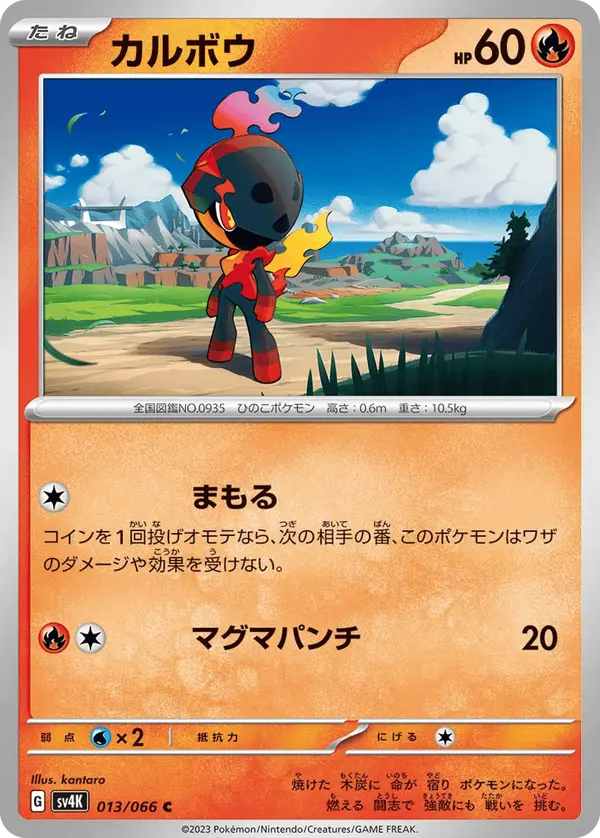 たね カルボウ HP60
全国図鑑NO.0935 ひのこポケモン 高さ:0.6m 重さ:10.5kg
まもる
コインを1回投げオモテなら、次の相手の番、このポケモンはワザ
のダメージや効果を受けない。
マグマパンチ 20
弱点 ×2 抵抗力 にげる
Illus. kantaro
焼けた 木炭に 命が 宿り ポケモンになった。
燃える 闘志で 強敵にも 戦いを 挑む。
G sv4K 013/066 C
©2023 Pokémon/Nintendo/Creatures/GAME FREAK.